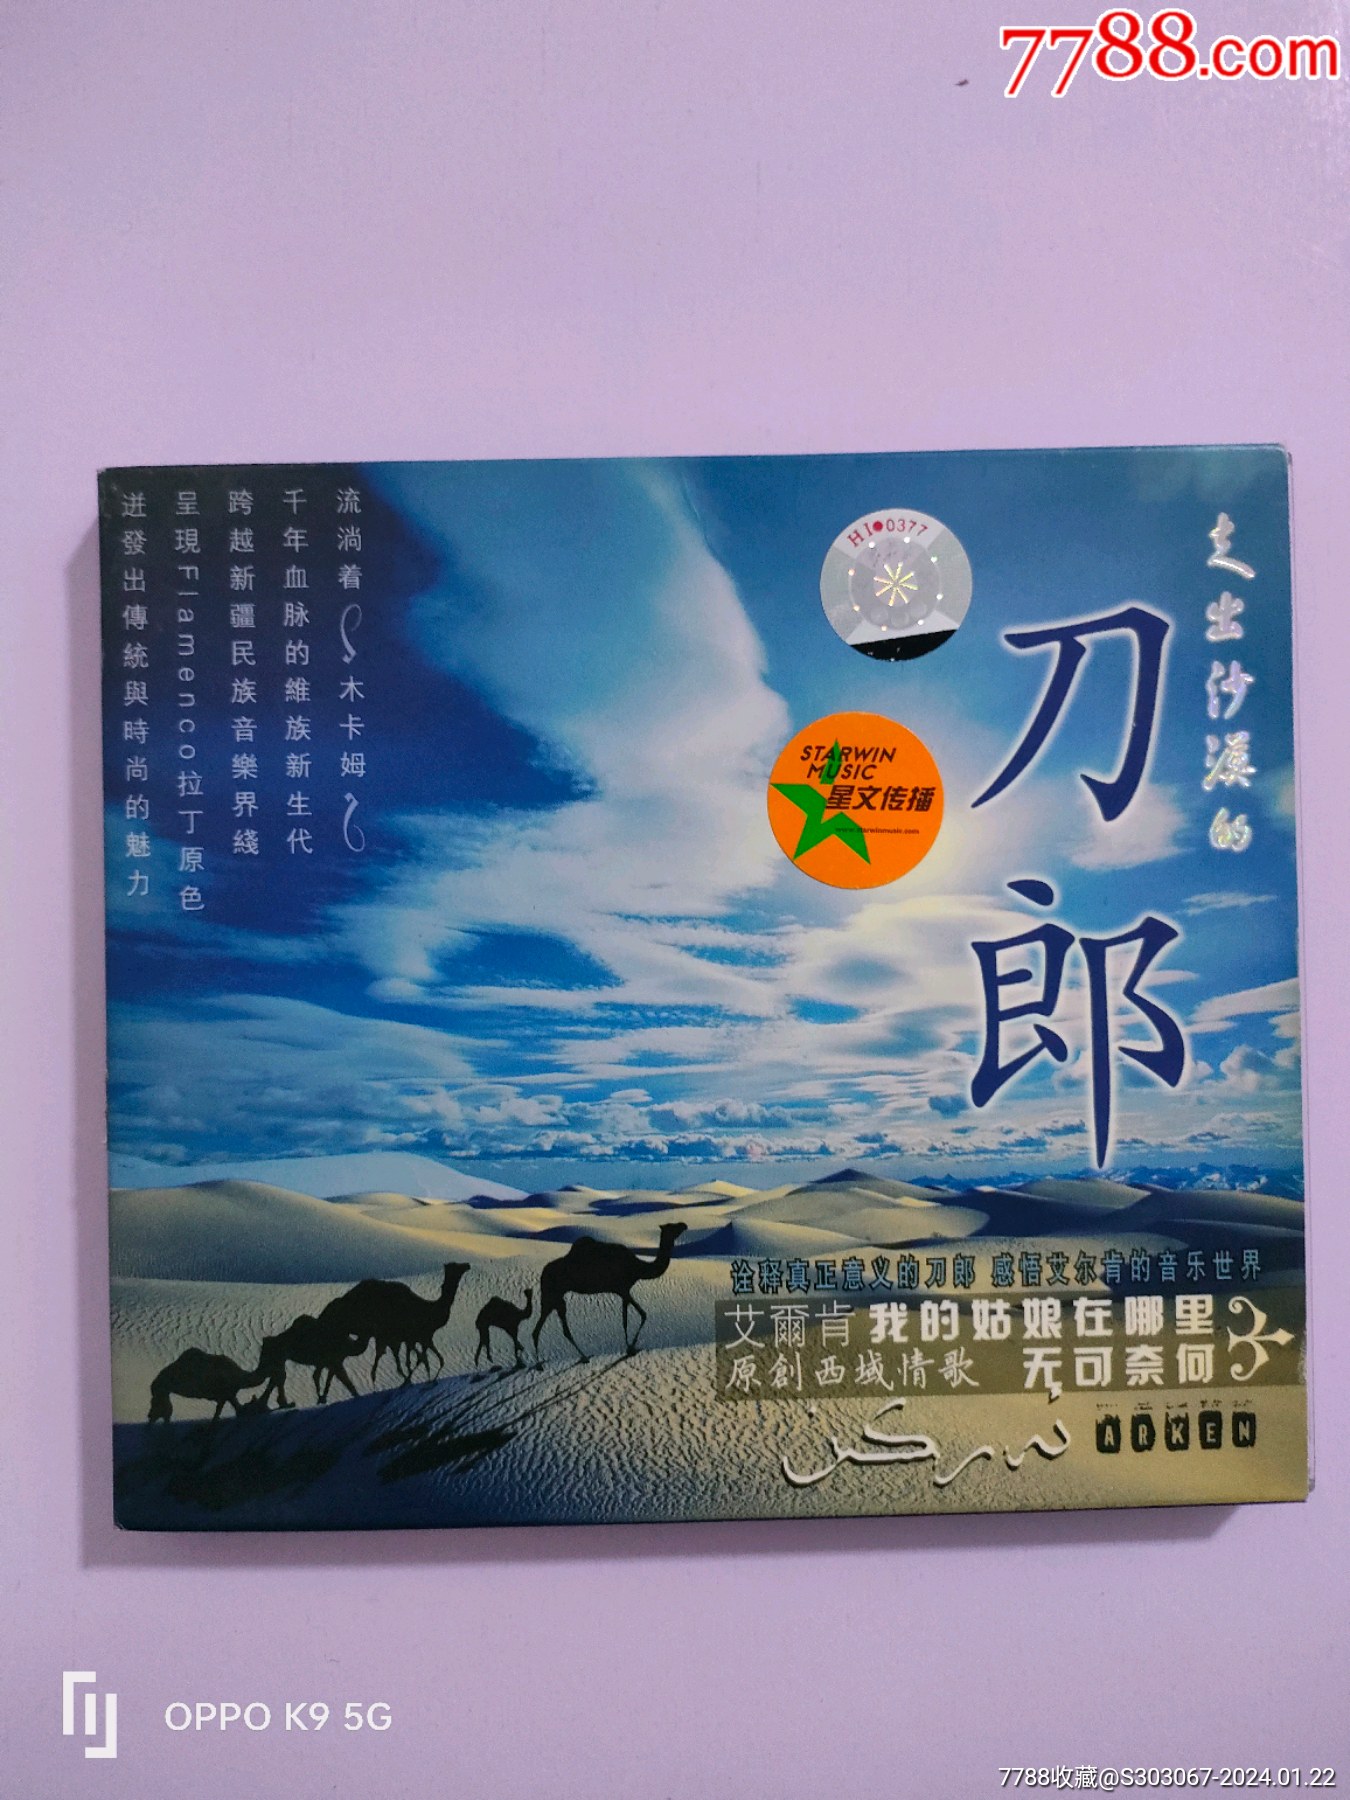 7788.com
流淌着木卡姆
千年血脉的維族新生代
跨越新疆民族音樂界綫
呈現Flamenco拉丁原色
迸發出傳統與時尚的魅力
HI●0377
STARWIN
MUSIC
星文传播
www.starwinmusic.com
走出沙漠的
刀郎
诠释真正意义的刀郎 感悟艾尔肯的音乐世界
艾爾肯 我的姑娘在哪里
原創西域情歌 无可奈何
ARKEN
OPPO K9 5G
7788收藏@S303067-2024.01.22